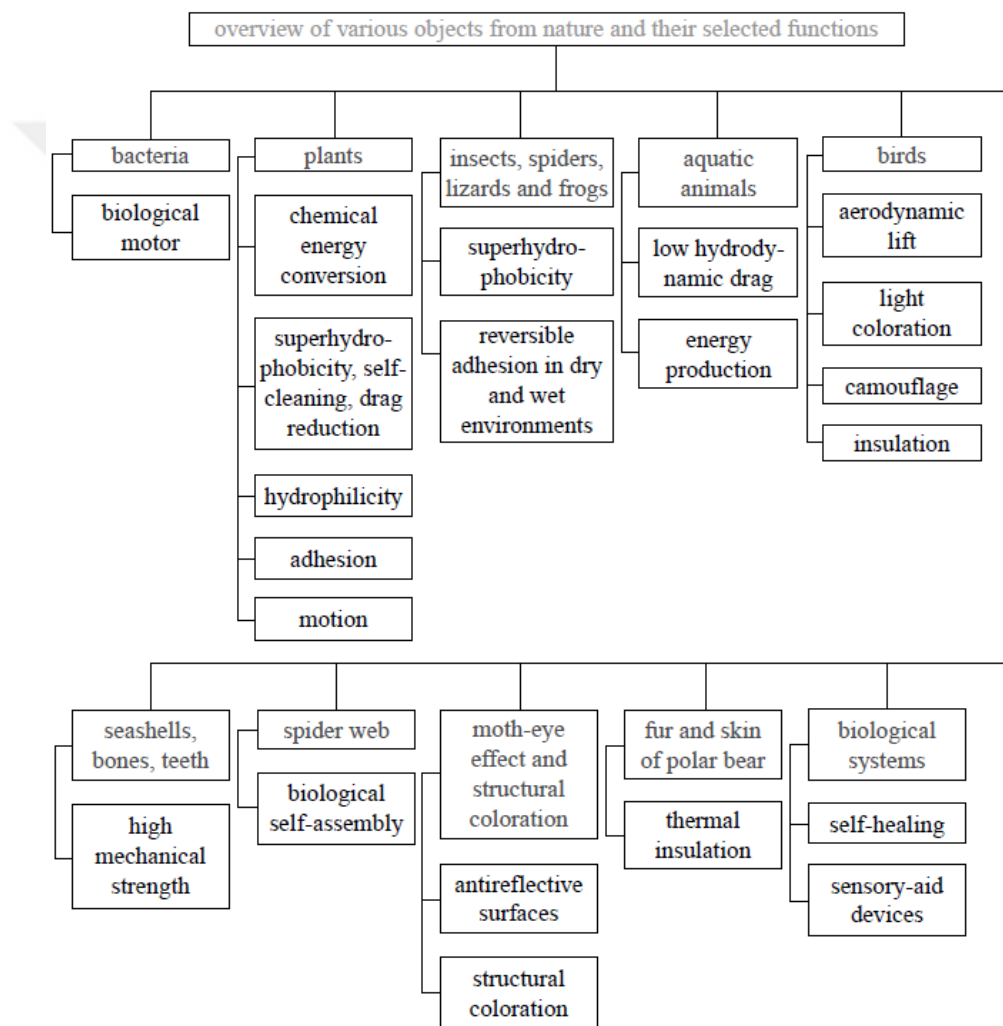 overview of various objects from nature and their selected functions
bacteria
biological
motor
plants
chemical
energy
conversion
superhydro-
phobicity, self-
cleaning, drag
reduction
hydrophilicity
adhesion
motion
insects, spiders,
lizards and frogs
superhydro-
phobicity
reversible
adhesion in dry
and wet
environments
aquatic
animals
low hydrody-
namic drag
energy
production
birds
aerodynamic
lift
light
coloration
camouflage
insulation
seashells,
bones, teeth
high
mechanical
strength
spider web
biological
self-assembly
moth-eye
effect and
structural
coloration
antireflective
surfaces
structural
coloration
fur and skin
of polar bear
thermal
insulation
biological
systems
self-healing
sensory-aid
devices